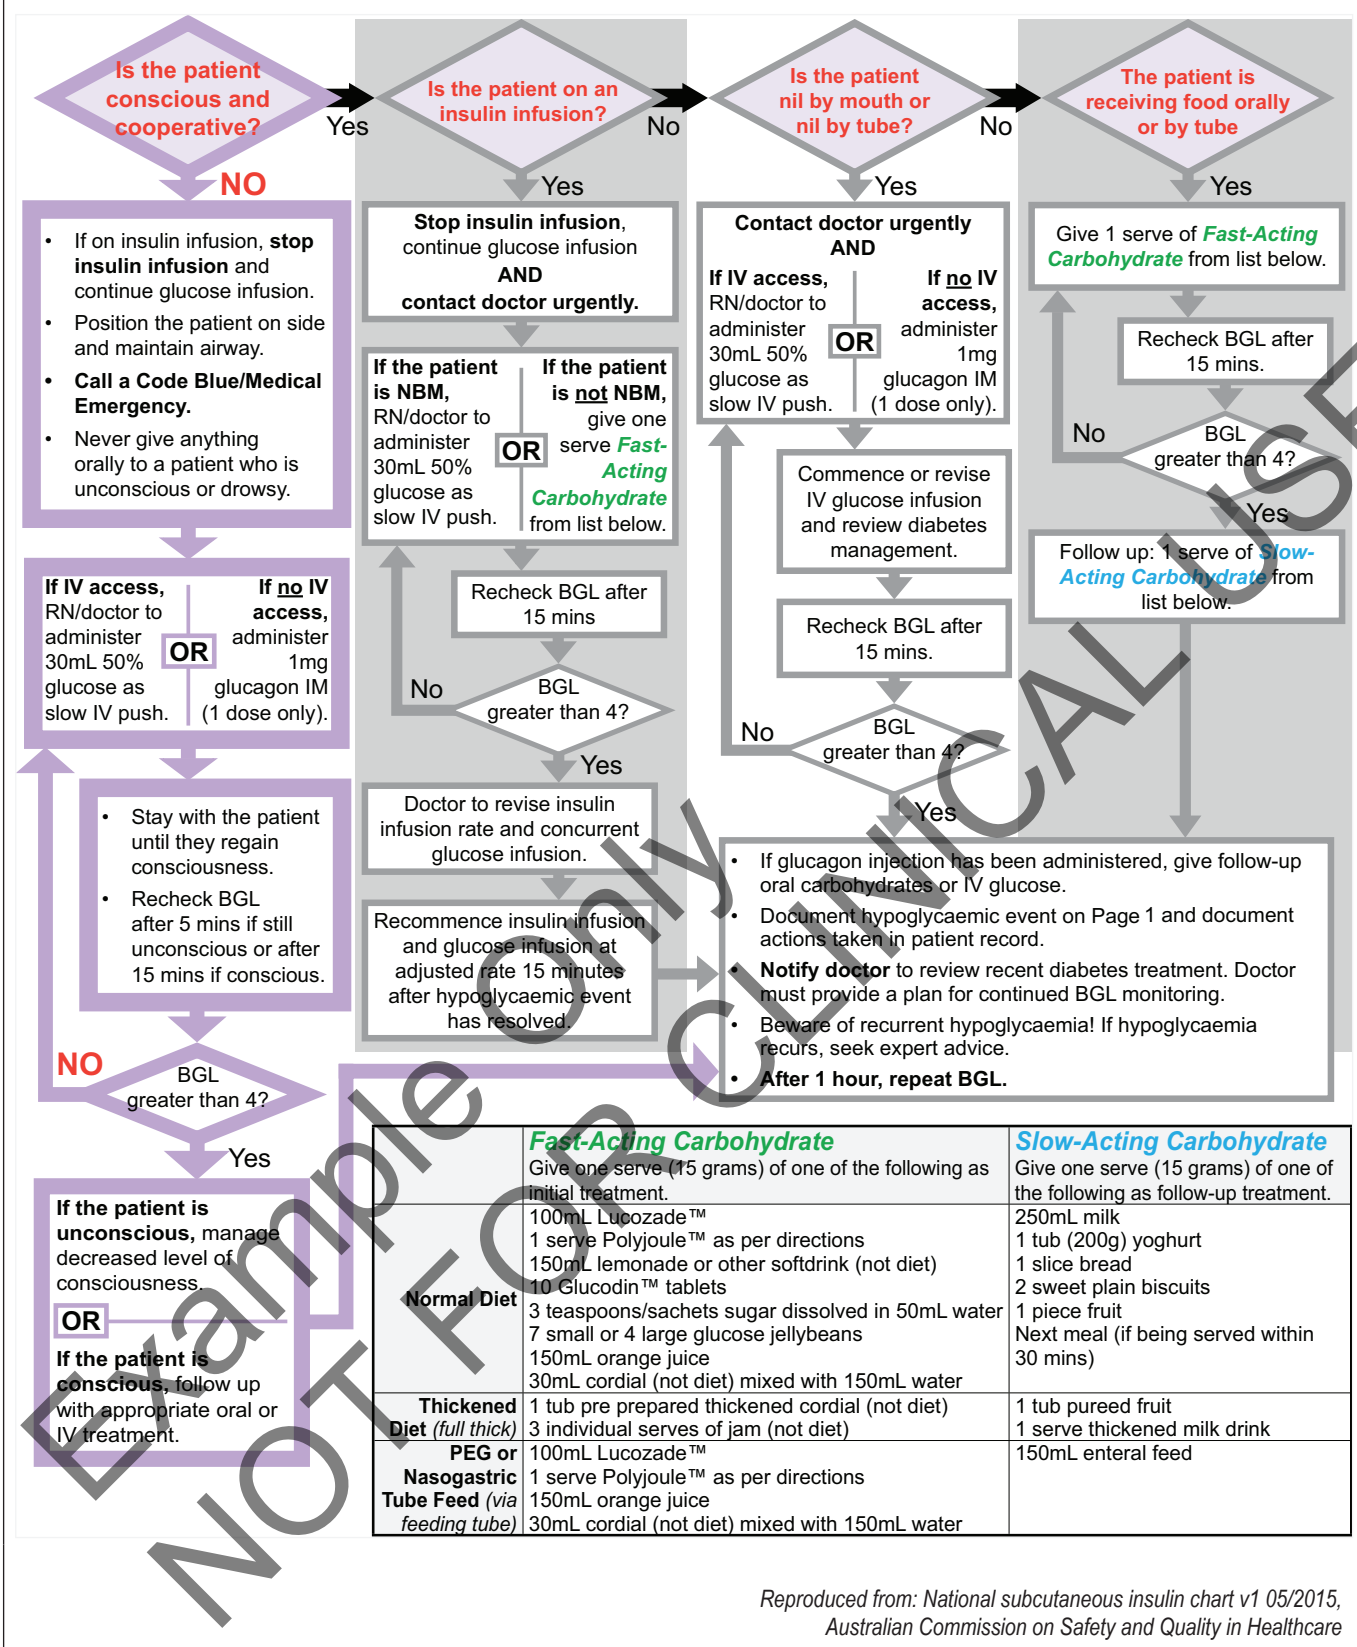 Is the patient
conscious and
cooperative?
Yes
Is the patient on an
insulin infusion?
No
Is the patient
nil by mouth or
nil by tube?
No
The patient is
receiving food orally
or by tube
NO
• If on insulin infusion, stop
insulin infusion and
continue glucose infusion.
• Position the patient on side
and maintain airway.
• Call a Code Blue/Medical
Emergency.
• Never give anything
orally to a patient who is
unconscious or drowsy.
If IV access,
RN/doctor to
administer
30mL 50%
glucose as
slow IV push.
OR
If no IV
access,
administer
1mg
glucagon IM
(1 dose only).
• Stay with the patient
until they regain
consciousness.
• Recheck BGL
after 5 mins if still
unconscious or after
15 mins if conscious.
NO
BGL
greater than 4?
Yes
If the patient is
unconscious, manage
decreased level of
consciousness.
OR
If the patient is
conscious, follow up
with appropriate oral or
IV treatment.
Yes
Stop insulin infusion,
continue glucose infusion
AND
contact doctor urgently.
If the patient
is NBM,
RN/doctor to
administer
30mL 50%
glucose as
slow IV push.
OR
If the patient
is not NBM,
give one
serve Fast-
Acting
Carbohydrate
from list below.
Recheck BGL after
15 mins
No
BGL
greater than 4?
Yes
Doctor to revise insulin
infusion rate and concurrent
glucose infusion.
Recommence insulin infusion
and glucose infusion at
adjusted rate 15 minutes
after hypoglycaemic event
has resolved.
Yes
Contact doctor urgently
AND
If IV access,
RN/doctor to
administer
30mL 50%
glucose as
slow IV push.
OR
If no IV
access,
administer
1mg
glucagon IM
(1 dose only).
Commence or revise
IV glucose infusion
and review diabetes
management.
Recheck BGL after
15 mins.
No
BGL
greater than 4?
Yes
Yes
Give 1 serve of Fast-Acting
Carbohydrate from list below.
Recheck BGL after
15 mins.
No
BGL
greater than 4?
Yes
Follow up: 1 serve of Slow-
Acting Carbohydrate from
list below.
• If glucagon injection has been administered, give follow-up
oral carbohydrates or IV glucose.
• Document hypoglycaemic event on Page 1 and document
actions taken in patient record.
• Notify doctor to review recent diabetes treatment. Doctor
must provide a plan for continued BGL monitoring.
• Beware of recurrent hypoglycaemia! If hypoglycaemia
recurs, seek expert advice.
• After 1 hour, repeat BGL.
Fast-Acting Carbohydrate
Give one serve (15 grams) of one of the following as
initial treatment.
Slow-Acting Carbohydrate
Give one serve (15 grams) of one of
the following as follow-up treatment.
Normal Diet
100mL Lucozade™
1 serve Polyjoule™ as per directions
150mL lemonade or other softdrink (not diet)
10 Glucodin™ tablets
3 teaspoons/sachets sugar dissolved in 50mL water
7 small or 4 large glucose jellybeans
150mL orange juice
30mL cordial (not diet) mixed with 150mL water
250mL milk
1 tub (200g) yoghurt
1 slice bread
2 sweet plain biscuits
1 piece fruit
Next meal (if being served within
30 mins)
Thickened
Diet (full thick)
1 tub pre prepared thickened cordial (not diet)
3 individual serves of jam (not diet)
1 tub pureed fruit
1 serve thickened milk drink
PEG or
Nasogastric
Tube Feed (via
feeding tube)
100mL Lucozade™
1 serve Polyjoule™ as per directions
150mL orange juice
30mL cordial (not diet) mixed with 150mL water
150mL enteral feed
Example Only
NOT FOR CLINICAL USE
Reproduced from: National subcutaneous insulin chart v1 05/2015,
Australian Commission on Safety and Quality in Healthcare